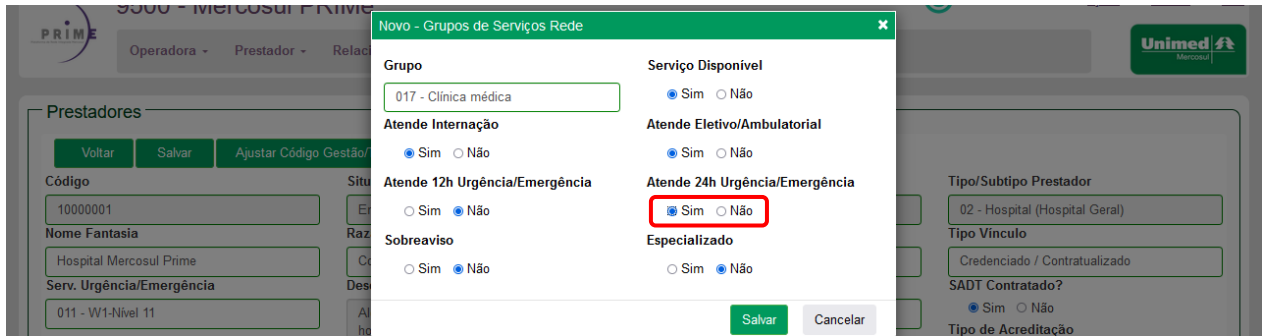 9500 - Mercosul PRIMe
PRIME
Operadora Prestador Relaci
Unimed
Mercosul
Novo - Grupos de Serviços Rede
Grupo Serviço Disponível
017 - Clínica médica Sim Não
Atende Internação Atende Eletivo/Ambulatorial
Sim Não Sim Não
Atende 12h Urgência/Emergência Atende 24h Urgência/Emergência
Sim Não Sim Não
Sobreaviso Especializado
Sim Não Sim Não
Salvar Cancelar
Prestadores
Voltar Salvar Ajustar Código Gestão/
Código Situ Tipo/Subtipo Prestador
10000001 02 - Hospital (Hospital Geral)
Nome Fantasia Raz Tipo Vínculo
Hospital Mercosul Prime Credenciado / Contratualizado
Serv. Urgência/Emergência Des SADT Contratado?
011 - W1-Nível 11 Sim Não
Tipo de Acreditação